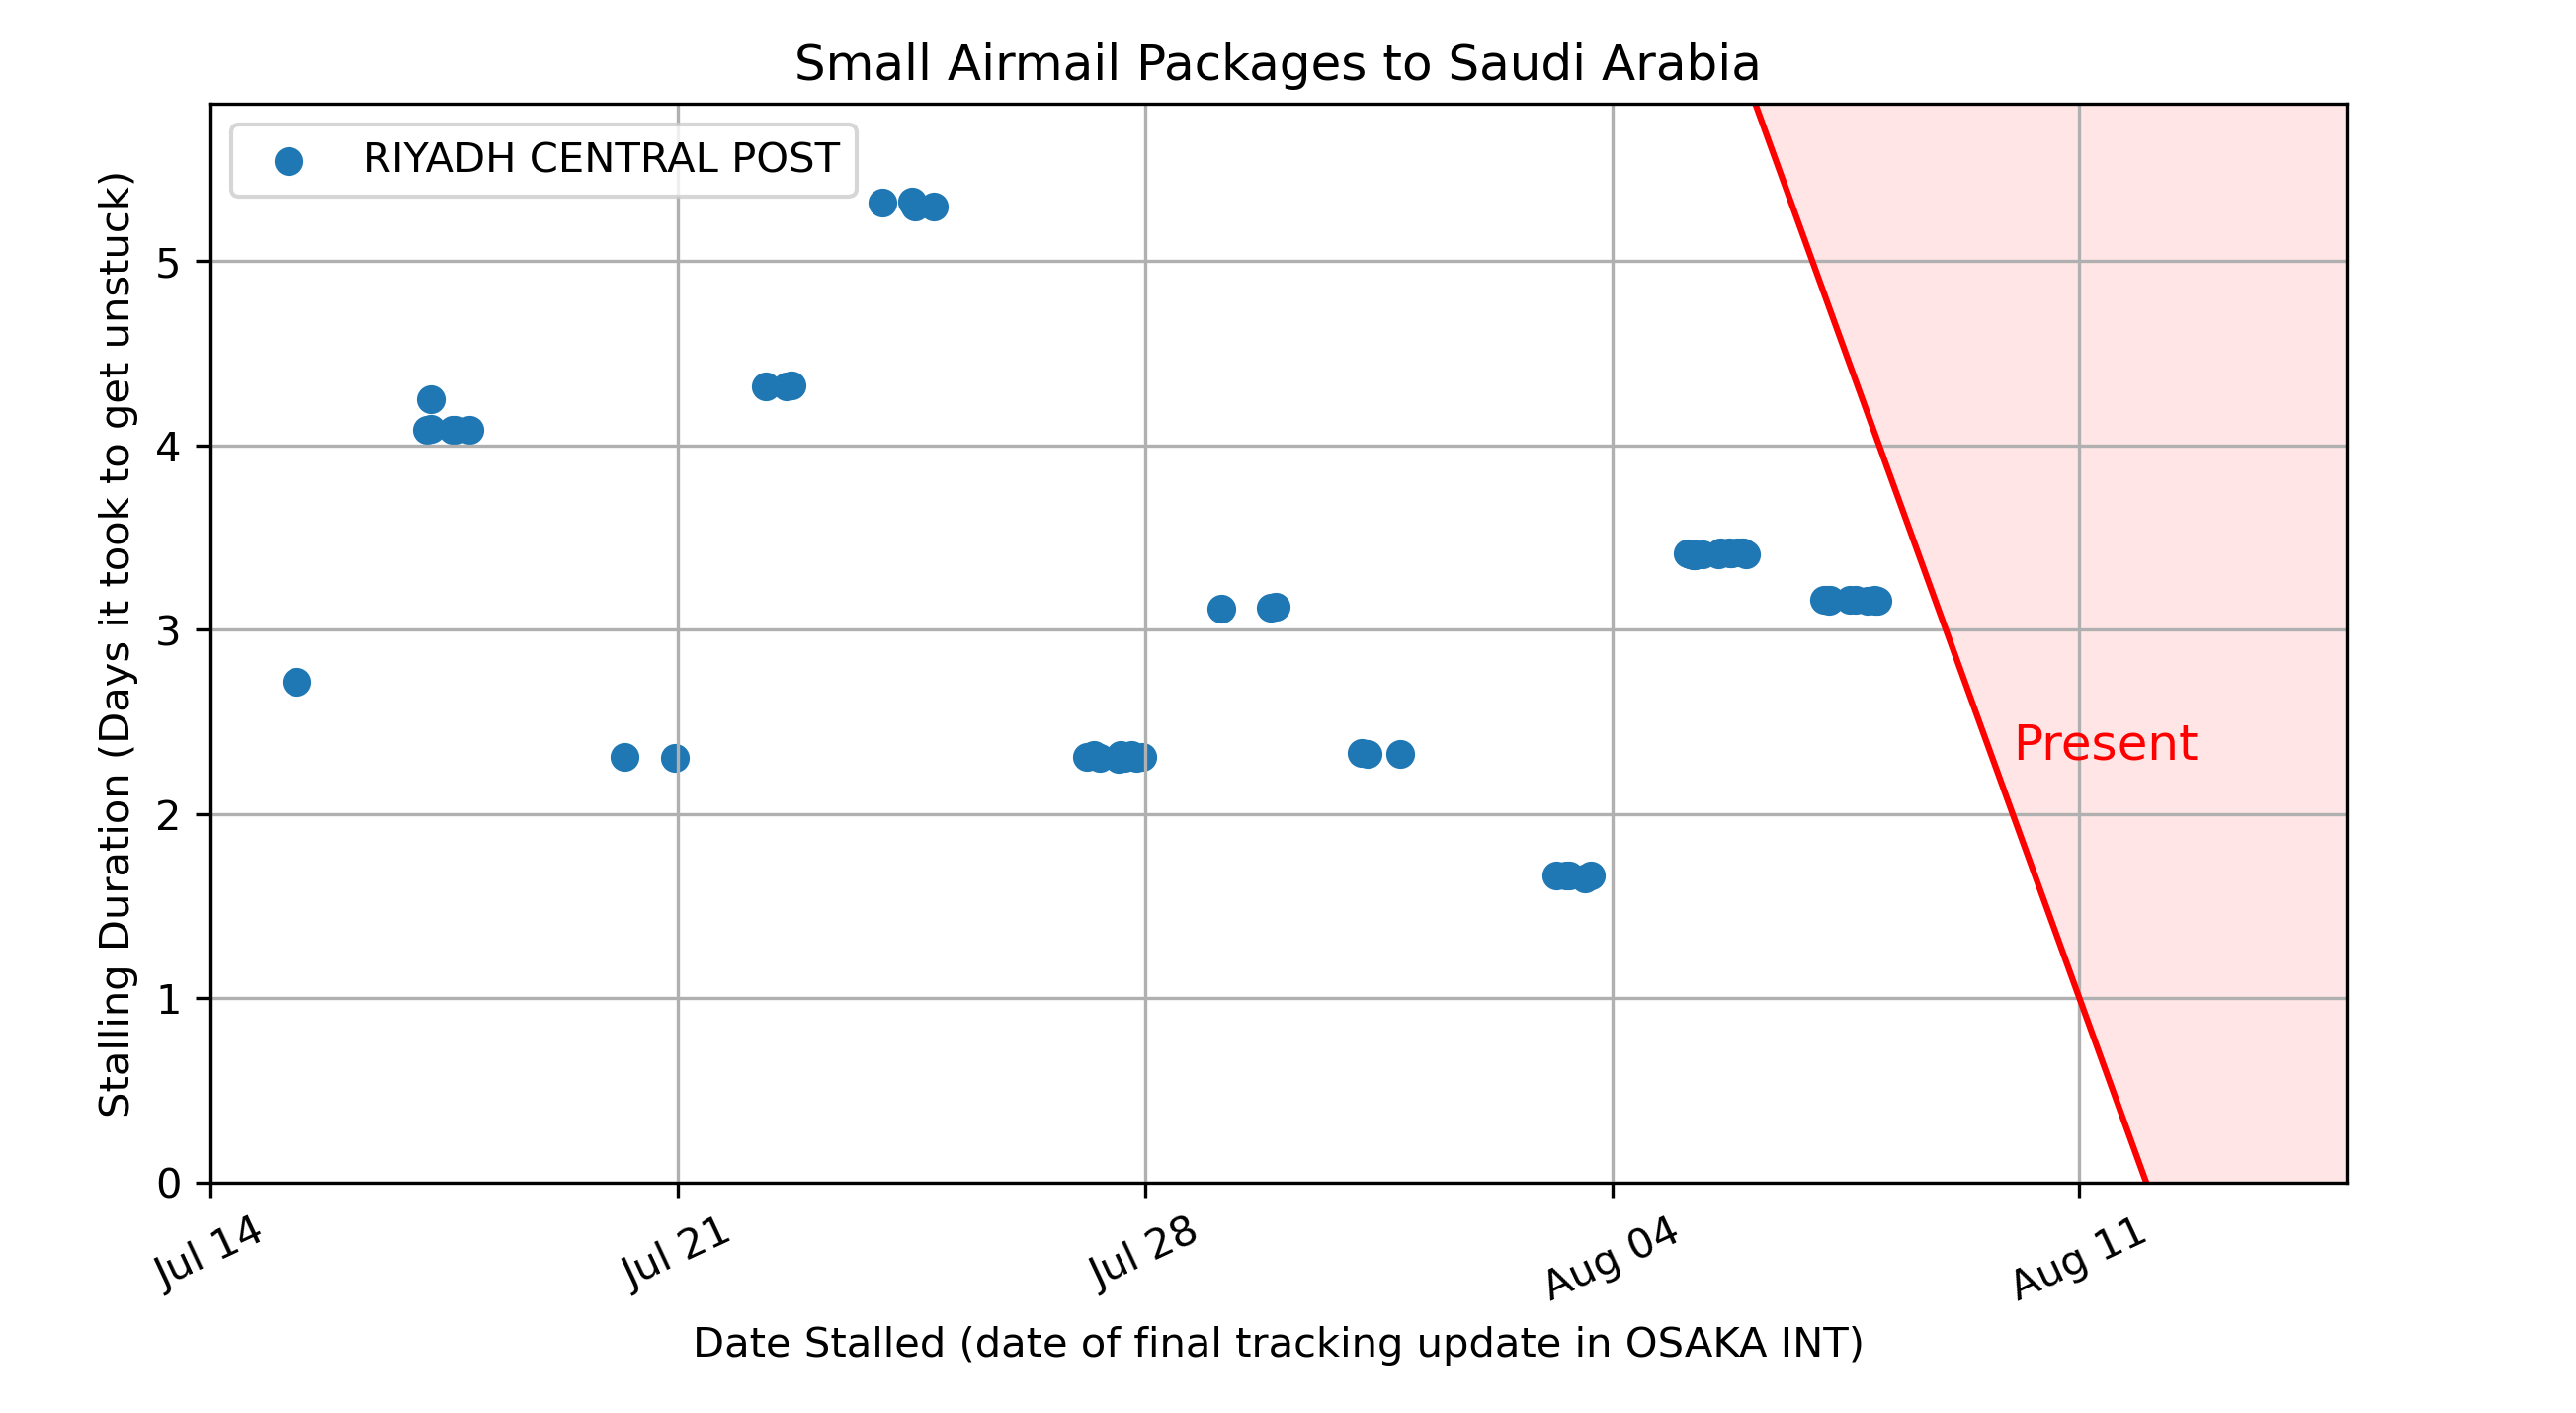 Small Airmail Packages to Saudi Arabia
RIYADH CENTRAL POST
Stalling Duration (Days it took to get unstuck)
5
4
3
2
1
0
Present
Jul 14
Jul 21
Jul 28
Aug 04
Aug 11
Date Stalled (date of final tracking update in OSAKA INT)